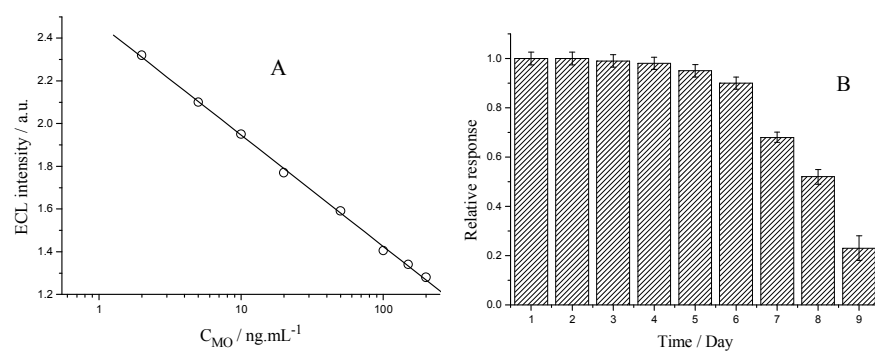 A
ECL intensity / a.u.
2.4
2.2
2.0
1.8
1.6
1.4
1.2
1 10 100
C_MO / ng.mL⁻¹
B
Relative response
1.0
0.8
0.6
0.4
0.2
0.0
1 2 3 4 5 6 7 8 9
Time / Day